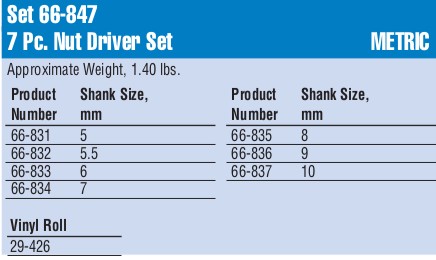 Set 66-847
7 Pc. Nut Driver Set METRIC
Approximate Weight, 1.40 lbs.
Product Shank Size, Product Shank Size,
Number mm Number mm
66-831 5 66-835 8
66-832 5.5 66-836 9
66-833 6 66-837 10
66-834 7
Vinyl Roll
29-426